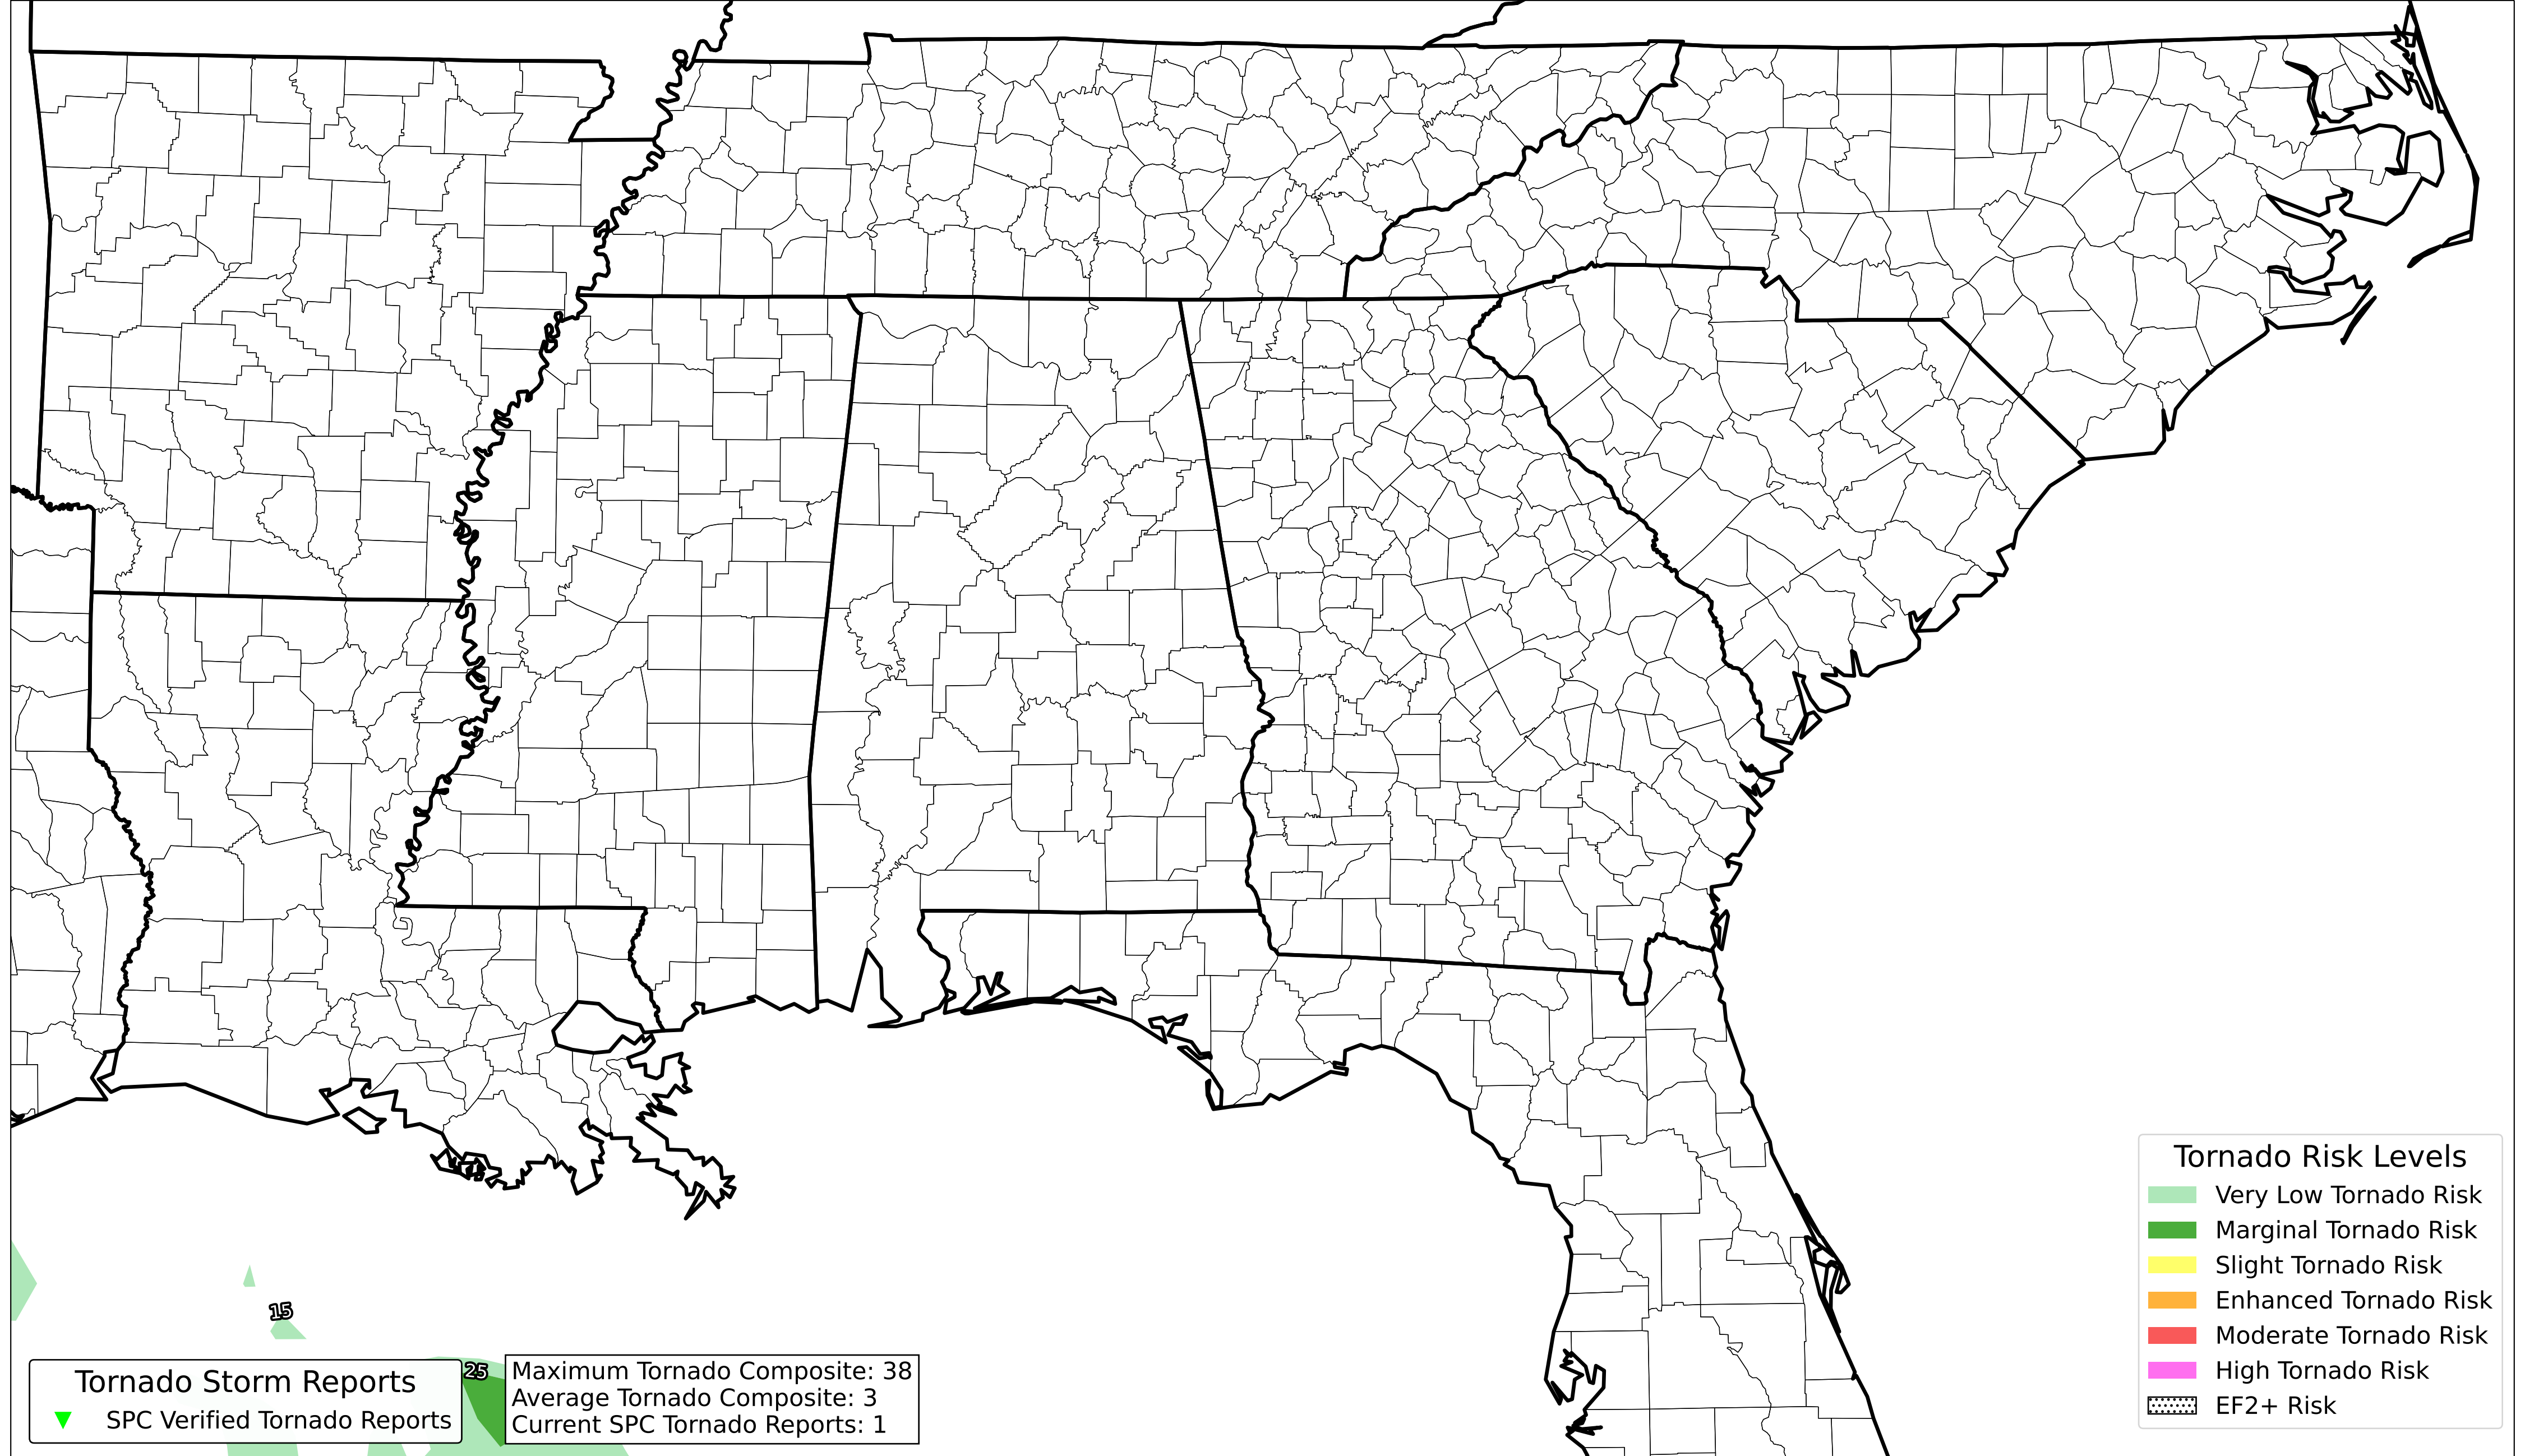 15
25
Tornado Storm Reports
SPC Verified Tornado Reports
Maximum Tornado Composite: 38
Average Tornado Composite: 3
Current SPC Tornado Reports: 1
Tornado Risk Levels
Very Low Tornado Risk
Marginal Tornado Risk
Slight Tornado Risk
Enhanced Tornado Risk
Moderate Tornado Risk
High Tornado Risk
EF2+ Risk